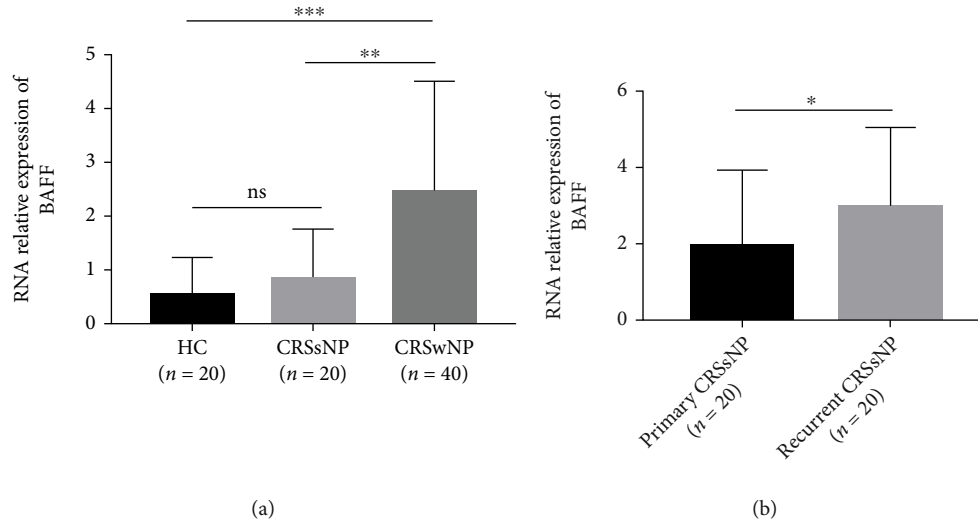 RNA relative expression of
BAFF
5
4
3
2
1
0
***
**
ns
HC
(n = 20)
CRSsNP
(n = 20)
CRSwNP
(n = 40)
(a)
RNA relative expression of
BAFF
6
4
2
0
*
Primary CRSsNP
(n = 20)
Recurrent CRSsNP
(n = 20)
(b)